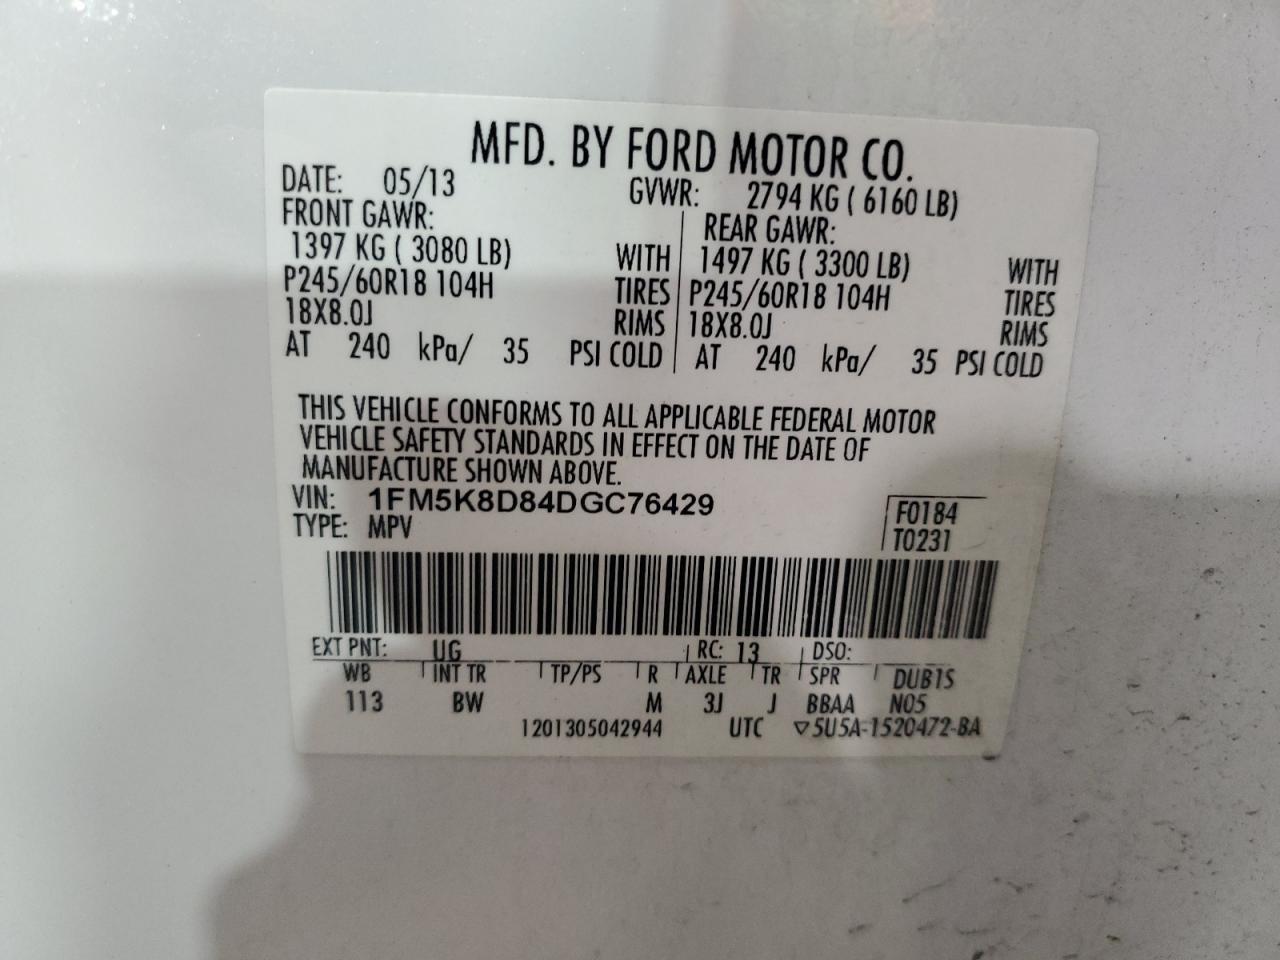 MFD. BY FORD MOTOR CO.
DATE: 05/13 GVWR: 2794 KG ( 6160 LB)
FRONT GAWR: REAR GAWR:
1397 KG ( 3080 LB) WITH 1497 KG ( 3300 LB) WITH
P245/60R18 104H TIRES P245/60R18 104H TIRES
18X8.0J RIMS 18X8.0J RIMS
AT 240 kPa/ 35 PSI COLD AT 240 kPa/ 35 PSI COLD
THIS VEHICLE CONFORMS TO ALL APPLICABLE FEDERAL MOTOR
VEHICLE SAFETY STANDARDS IN EFFECT ON THE DATE OF
MANUFACTURE SHOWN ABOVE.
VIN: 1FM5K8D84DGC76429 F0184
TYPE: MPV T0231
EXT PNT: UG RC: 13 DSO:
WB INT TR TP/PS R AXLE TR SPR DUB1S
113 BW M 3J J BBAA N05
1201305042944 UTC ▽5U5A-1520472-BA